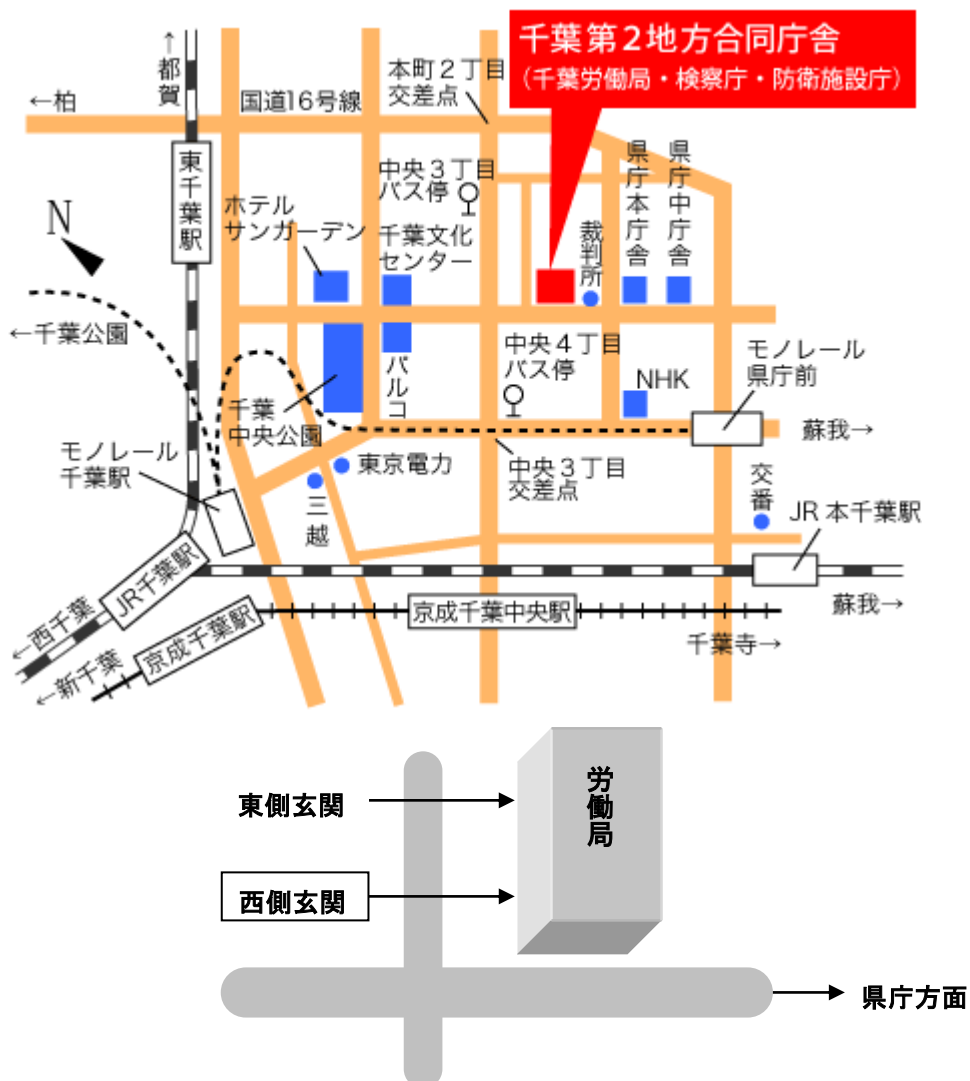 千葉第2地方合同庁舎
（千葉労働局・検察庁・防衛施設庁）
↑都賀
本町２丁目
交差点
国道16号線
←柏
東千葉駅
中央３丁目
バス停
県庁本庁舎
県庁中庁舎
N
ホテル
サンガーデン
千葉文化
センター
裁判所
←千葉公園
中央４丁目
バス停
モノレール
県庁前
パルコ
NHK
千葉
中央公園
蘇我→
モノレール
千葉駅
東京電力
中央３丁目
交差点
交番
三越
JR 本千葉駅
JR千葉駅
←西千葉
京成千葉駅
京成千葉中央駅
蘇我→
←新千葉
千葉寺→
労働局
東側玄関
西側玄関
県庁方面